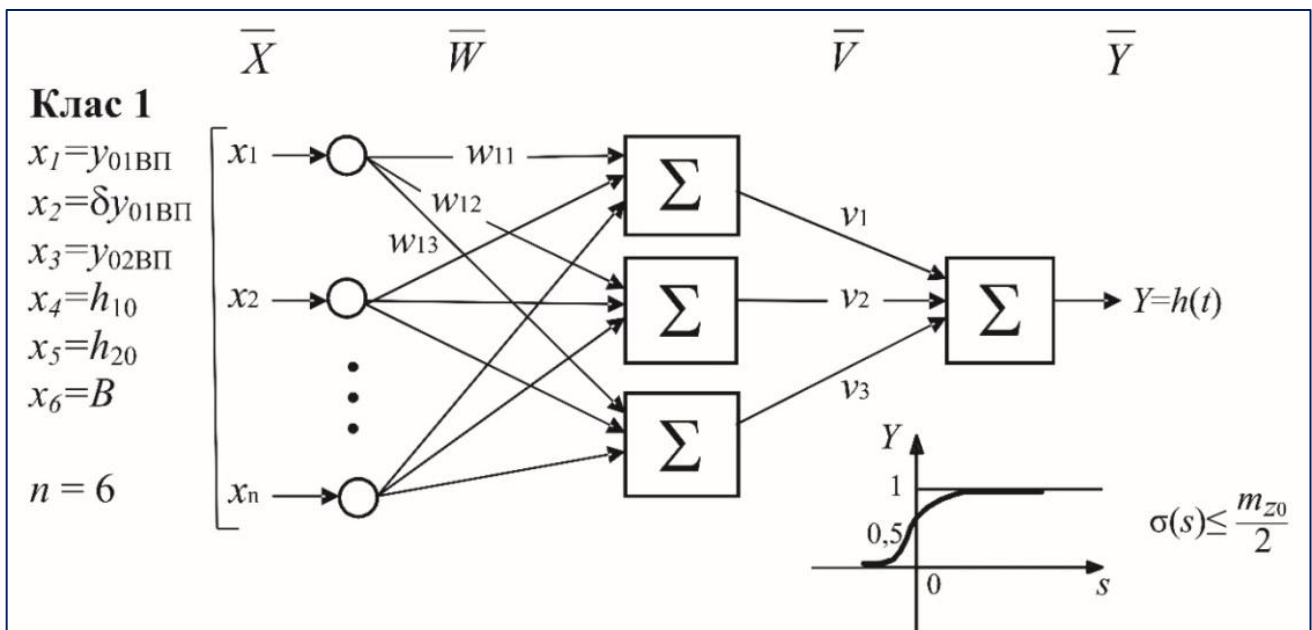 X̅ W̅ V̅ Y̅
Клас 1
x₁=y₀₁ВП
x₂=δy₀₁ВП
x₃=y₀₂ВП
x₄=h₁₀
x₅=h₂₀
x₆=B
n = 6
x₁
x₂
xₙ
w₁₁
w₁₂
w₁₃
Σ
Σ
Σ
v₁
v₂
v₃
Σ
Y=h(t)
Y
1
0,5
0
s
σ(s)≤m_z0/2